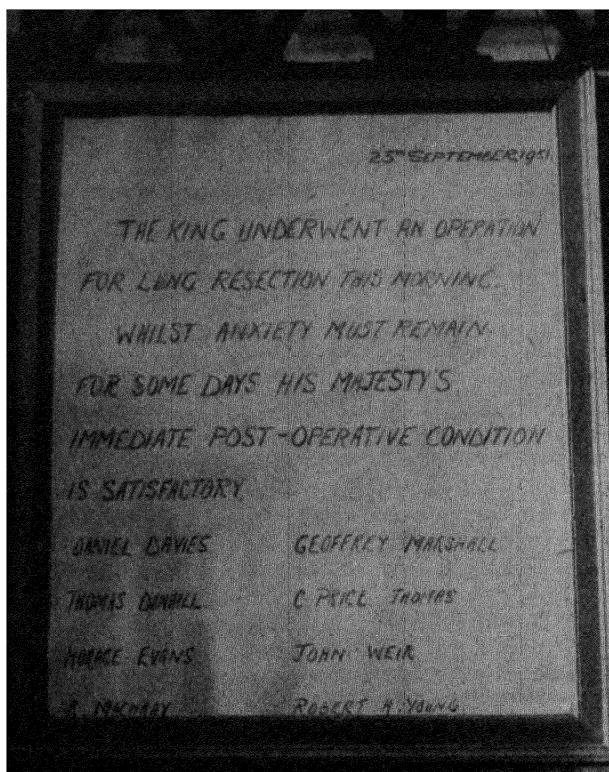 23RD SEPTEMBER, 1951.
THE KING UNDERWENT AN OPERATION
FOR LUNG RESECTION THIS MORNING.
WHILST ANXIETY MUST REMAIN
FOR SOME DAYS HIS MAJESTY'S
IMMEDIATE POST-OPERATIVE CONDITION
IS SATISFACTORY.
DANIEL DAVIES GEOFFREY MARSHALL
THOMAS DUNHILL C PRICE THOMAS
HORACE EVANS JOHN WEIR
R. MACHRAY ROBERT A. YOUNG.